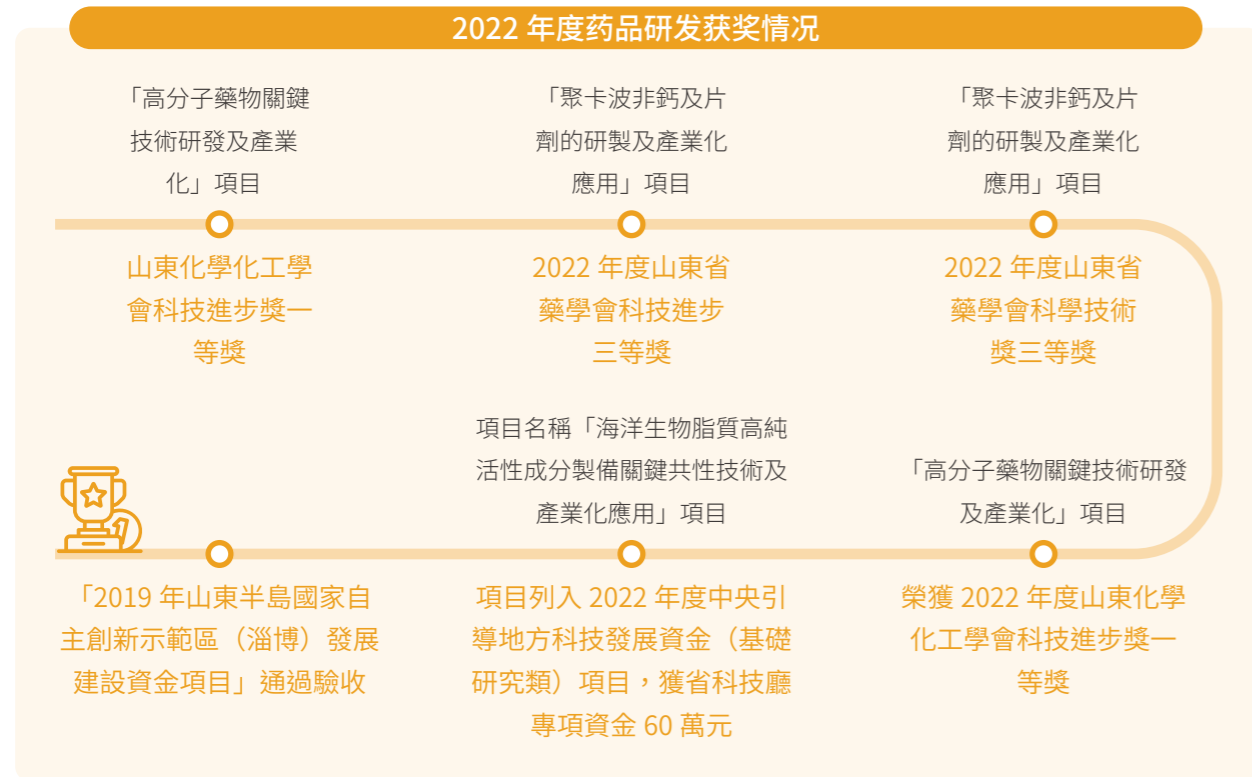 2022 年度药品研发获奖情况
「高分子藥物關鍵
技術研發及產業
化」項目
山東化學化工學
會科技進步獎一
等獎
「聚卡波非鈣及片
劑的研製及產業化
應用」項目
2022 年度山東省
藥學會科技進步
三等獎
「聚卡波非鈣及片
劑的研製及產業化
應用」項目
2022 年度山東省
藥學會科學技術
獎三等獎
「高分子藥物關鍵技術研發
及產業化」項目
榮獲 2022 年度山東化學
化工學會科技進步獎一
等獎
項目名稱「海洋生物脂質高純
活性成分製備關鍵共性技術及
產業化應用」項目
項目列入 2022 年度中央引
導地方科技發展資金（基礎
研究類）項目，獲省科技廳
專項資金 60 萬元
「2019 年山東半島國家自
主創新示範區（淄博）發展
建設資金項目」通過驗收